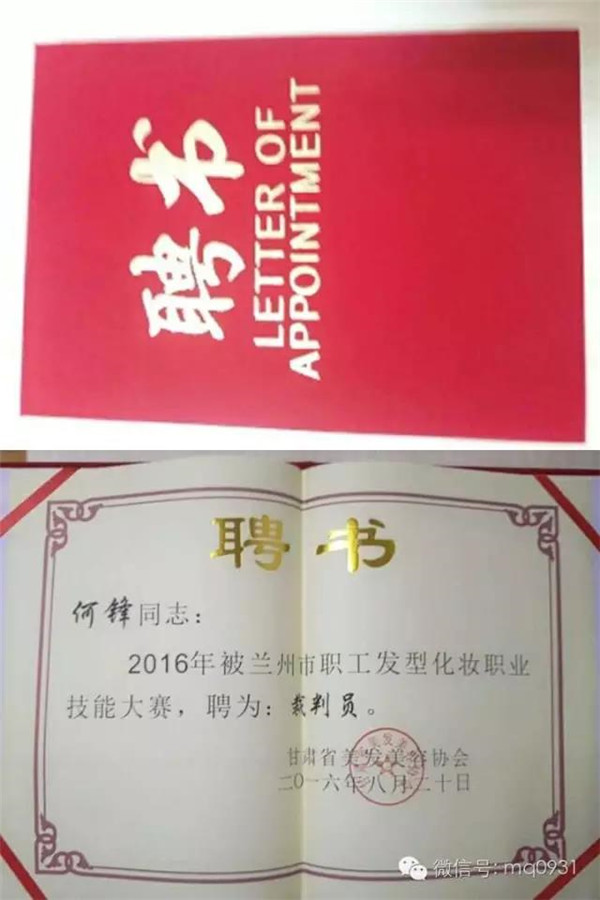 聘书
LETTER OF
APPOINTMENT
聘书
何锋同志：
2016年被兰州市职工发型化妆职业
技能大赛，聘为：裁判员。
甘肃省美发美容协会
二〇一六年八月二十日
微信号: mq0931